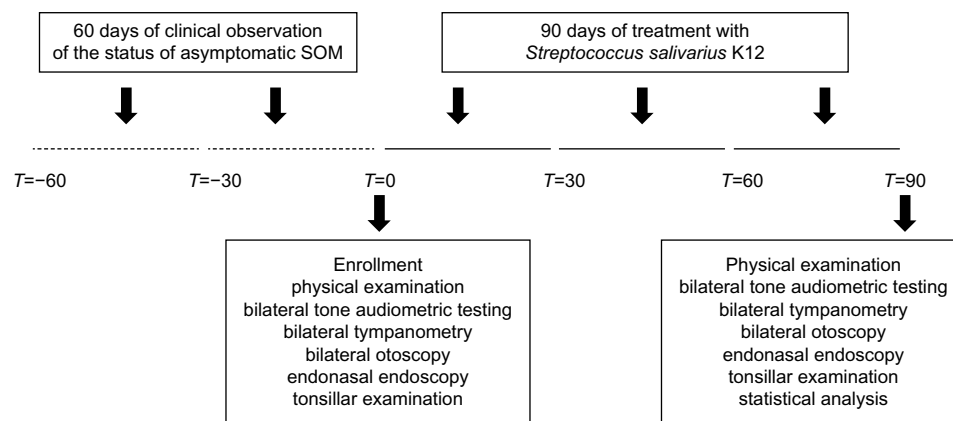 60 days of clinical observation
of the status of asymptomatic SOM
90 days of treatment with
Streptococcus salivarius K12
T=−60
T=−30
T=0
T=30
T=60
T=90
Enrollment
physical examination
bilateral tone audiometric testing
bilateral tympanometry
bilateral otoscopy
endonasal endoscopy
tonsillar examination
Physical examination
bilateral tone audiometric testing
bilateral tympanometry
bilateral otoscopy
endonasal endoscopy
tonsillar examination
statistical analysis